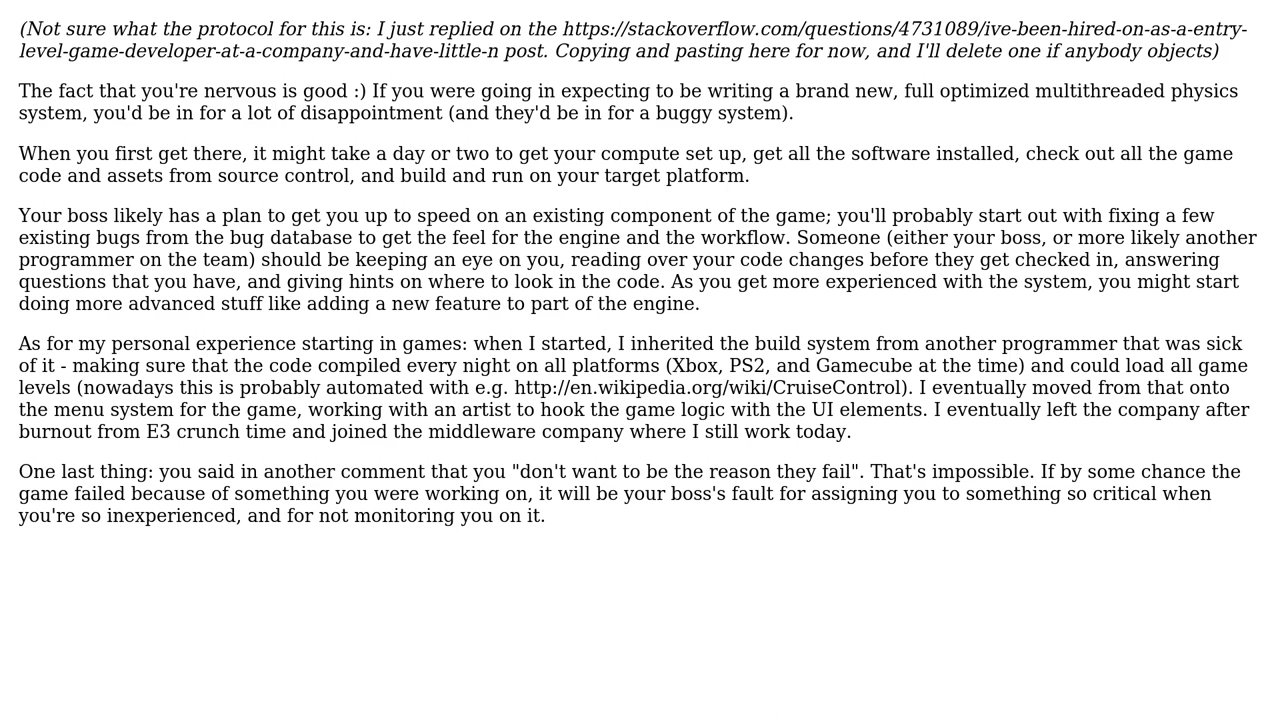 (Not sure what the protocol for this is: I just replied on the https://stackoverflow.com/questions/4731089/ive-been-hired-on-as-a-entry-
level-game-developer-at-a-company-and-have-little-n post. Copying and pasting here for now, and I'll delete one if anybody objects)
The fact that you're nervous is good :) If you were going in expecting to be writing a brand new, full optimized multithreaded physics
system, you'd be in for a lot of disappointment (and they'd be in for a buggy system).
When you first get there, it might take a day or two to get your compute set up, get all the software installed, check out all the game
code and assets from source control, and build and run on your target platform.
Your boss likely has a plan to get you up to speed on an existing component of the game; you'll probably start out with fixing a few
existing bugs from the bug database to get the feel for the engine and the workflow. Someone (either your boss, or more likely another
programmer on the team) should be keeping an eye on you, reading over your code changes before they get checked in, answering
questions that you have, and giving hints on where to look in the code. As you get more experienced with the system, you might start
doing more advanced stuff like adding a new feature to part of the engine.
As for my personal experience starting in games: when I started, I inherited the build system from another programmer that was sick
of it - making sure that the code compiled every night on all platforms (Xbox, PS2, and Gamecube at the time) and could load all game
levels (nowadays this is probably automated with e.g. http://en.wikipedia.org/wiki/CruiseControl). I eventually moved from that onto
the menu system for the game, working with an artist to hook the game logic with the UI elements. I eventually left the company after
burnout from E3 crunch time and joined the middleware company where I still work today.
One last thing: you said in another comment that you "don't want to be the reason they fail". That's impossible. If by some chance the
game failed because of something you were working on, it will be your boss's fault for assigning you to something so critical when
you're so inexperienced, and for not monitoring you on it.